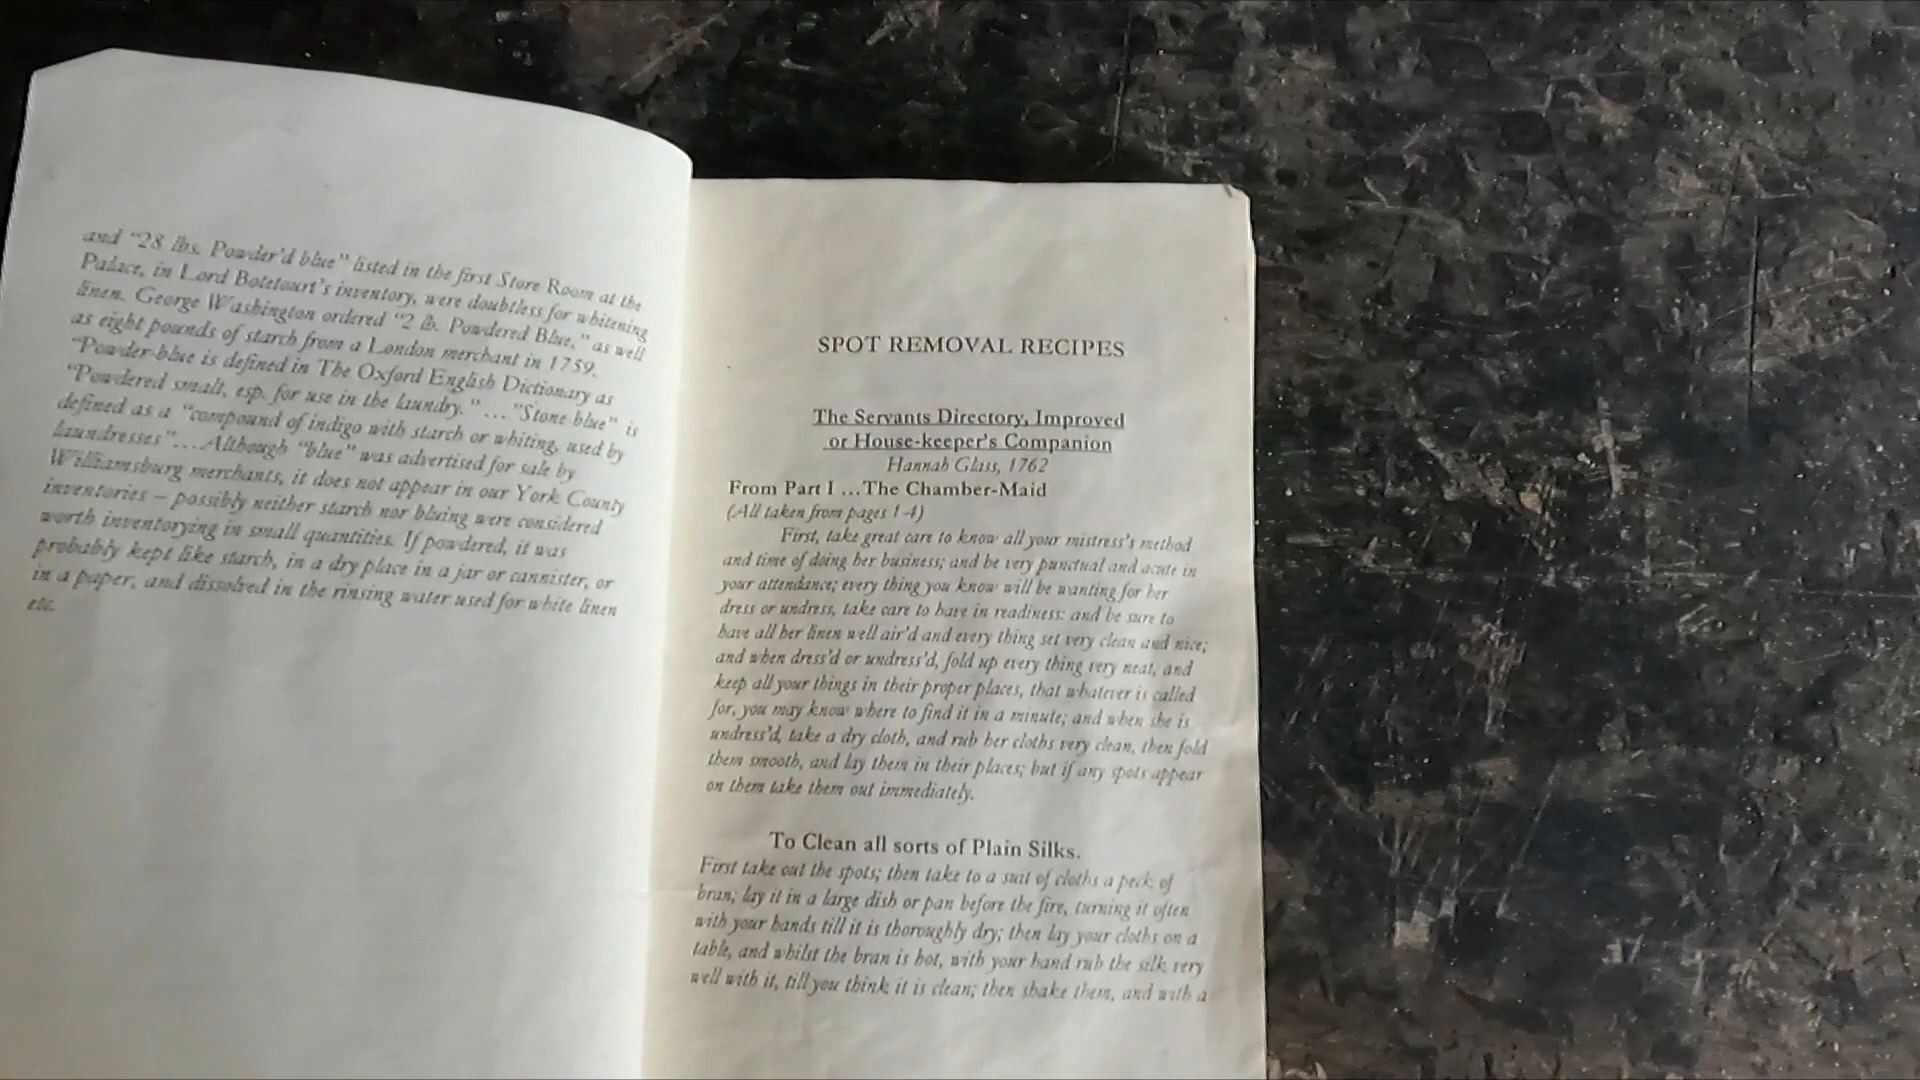 and "28 lbs. Powder'd blue" listed in the first Store Room at the
Palace, in Lord Botetourt's inventory, were doubtless for whitening
linen. George Washington ordered "2 lb. Powdered Blue," as well
as eight pounds of starch from a London merchant in 1759.
"Powder-blue is defined in The Oxford English Dictionary as
"Powdered smalt, esp. for use in the laundry." ... "Stone-blue" is
defined as a "compound of indigo with starch or whiting, used by
laundresses"...Although "blue" was advertised for sale by
Williamsburg merchants, it does not appear in our York County
inventories – possibly neither starch nor bluing were considered
worth inventorying in small quantities. If powdered, it was
probably kept like starch, in a dry place in a jar or cannister, or
in a paper, and dissolved in the rinsing water used for white linen
etc.
SPOT REMOVAL RECIPES
The Servants Directory, Improved
or House-keeper's Companion
Hannah Glass, 1762
From Part I ...The Chamber-Maid
(All taken from pages 1-4)
First, take great care to know all your mistress's method
and time of doing her business; and be very punctual and acute in
your attendance; every thing you know will be wanting for her
dress or undress, take care to have in readiness: and be sure to
have all her linen well air'd and every thing set very clean and nice;
and when dress'd or undress'd, fold up every thing very neat, and
keep all your things in their proper places, that whatever is called
for, you may know where to find it in a minute; and when she is
undress'd, take a dry cloth, and rub her cloths very clean, then fold
them smooth, and lay them in their places; but if any spots appear
on them take them out immediately.
To Clean all sorts of Plain Silks.
First take out the spots; then take to a suit of cloths a peck of
bran; lay it in a large dish or pan before the fire, turning it often
with your hands till it is thoroughly dry; then lay your cloths on a
table, and whilst the bran is hot, with your hand rub the silk very
well with it, till you think it is clean; then shake them, and with a